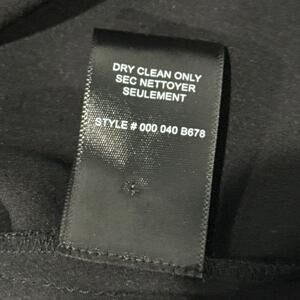 DRY CLEAN ONLY
SEC NETTOYER
SEULEMENT
STYLE # 000 040 B678